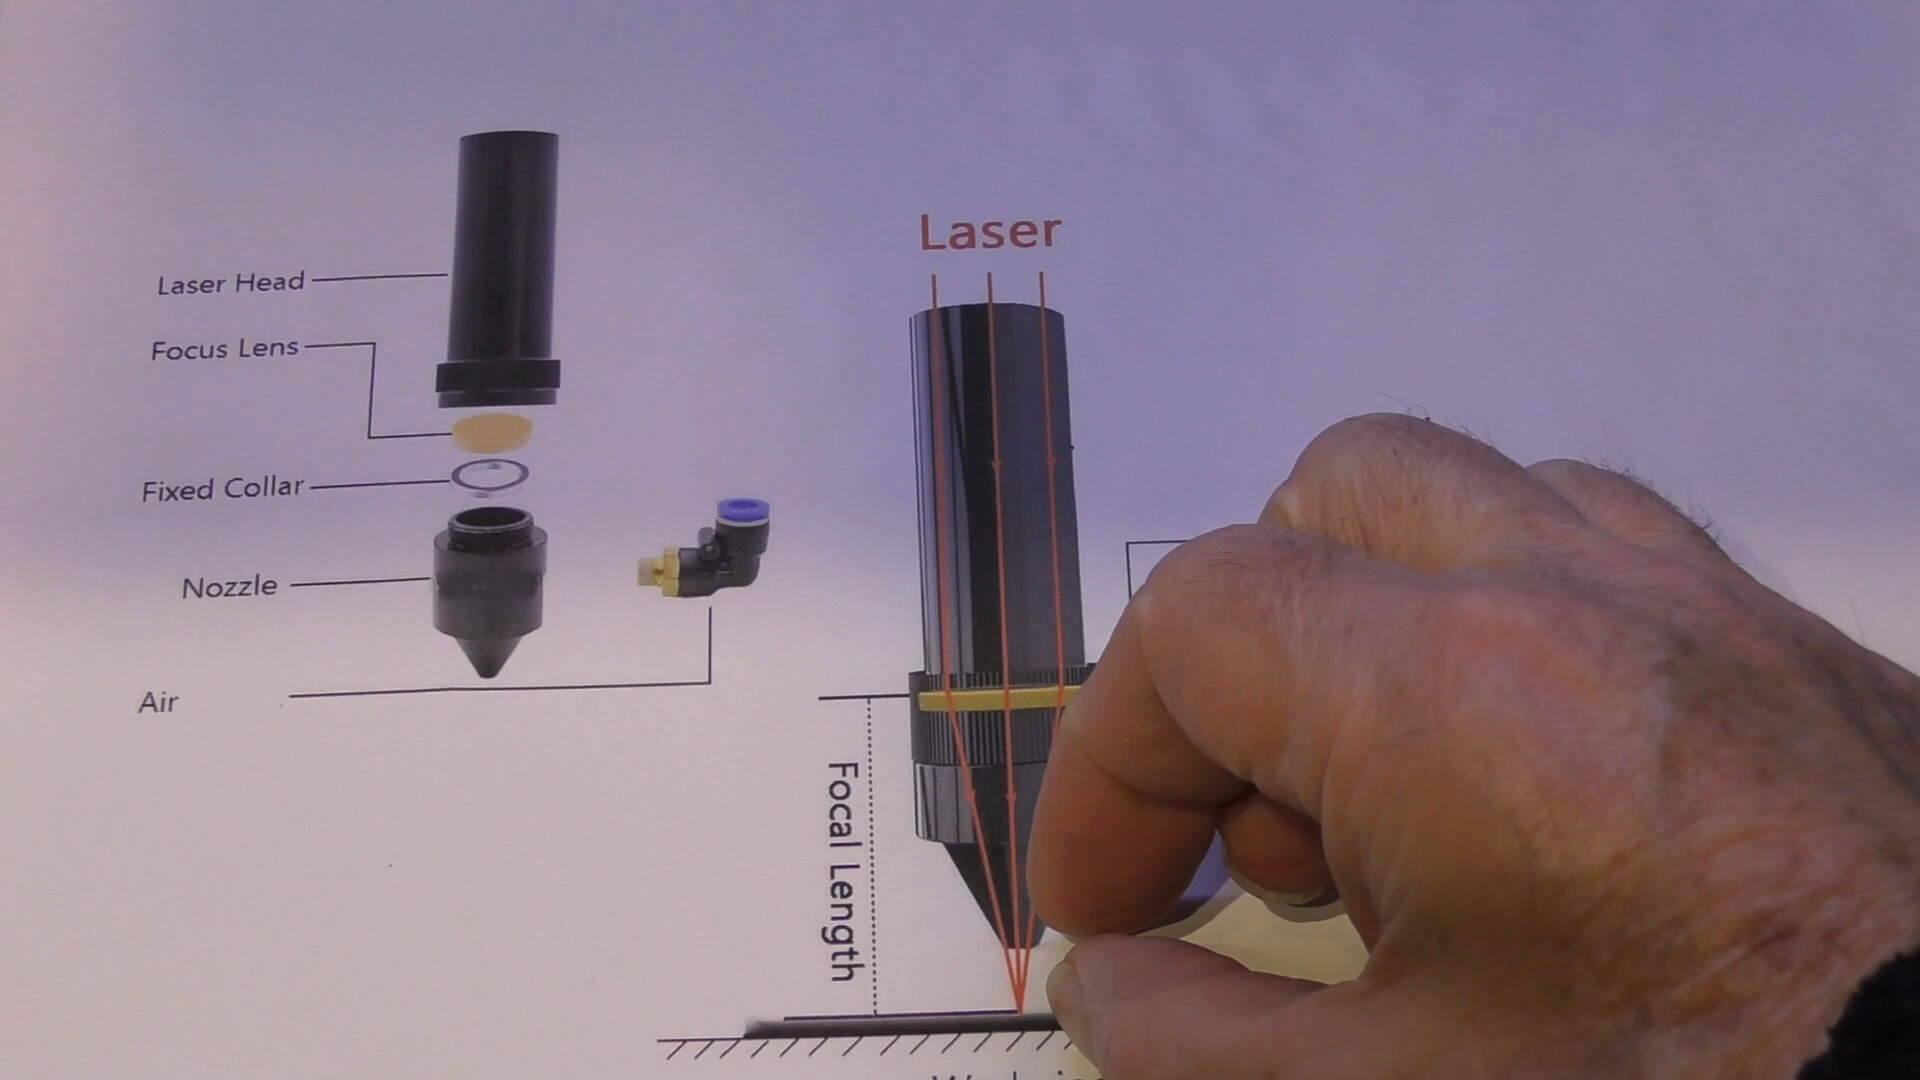 Laser
Laser Head
Focus Lens
Fixed Collar
Nozzle
Air
Focal Length